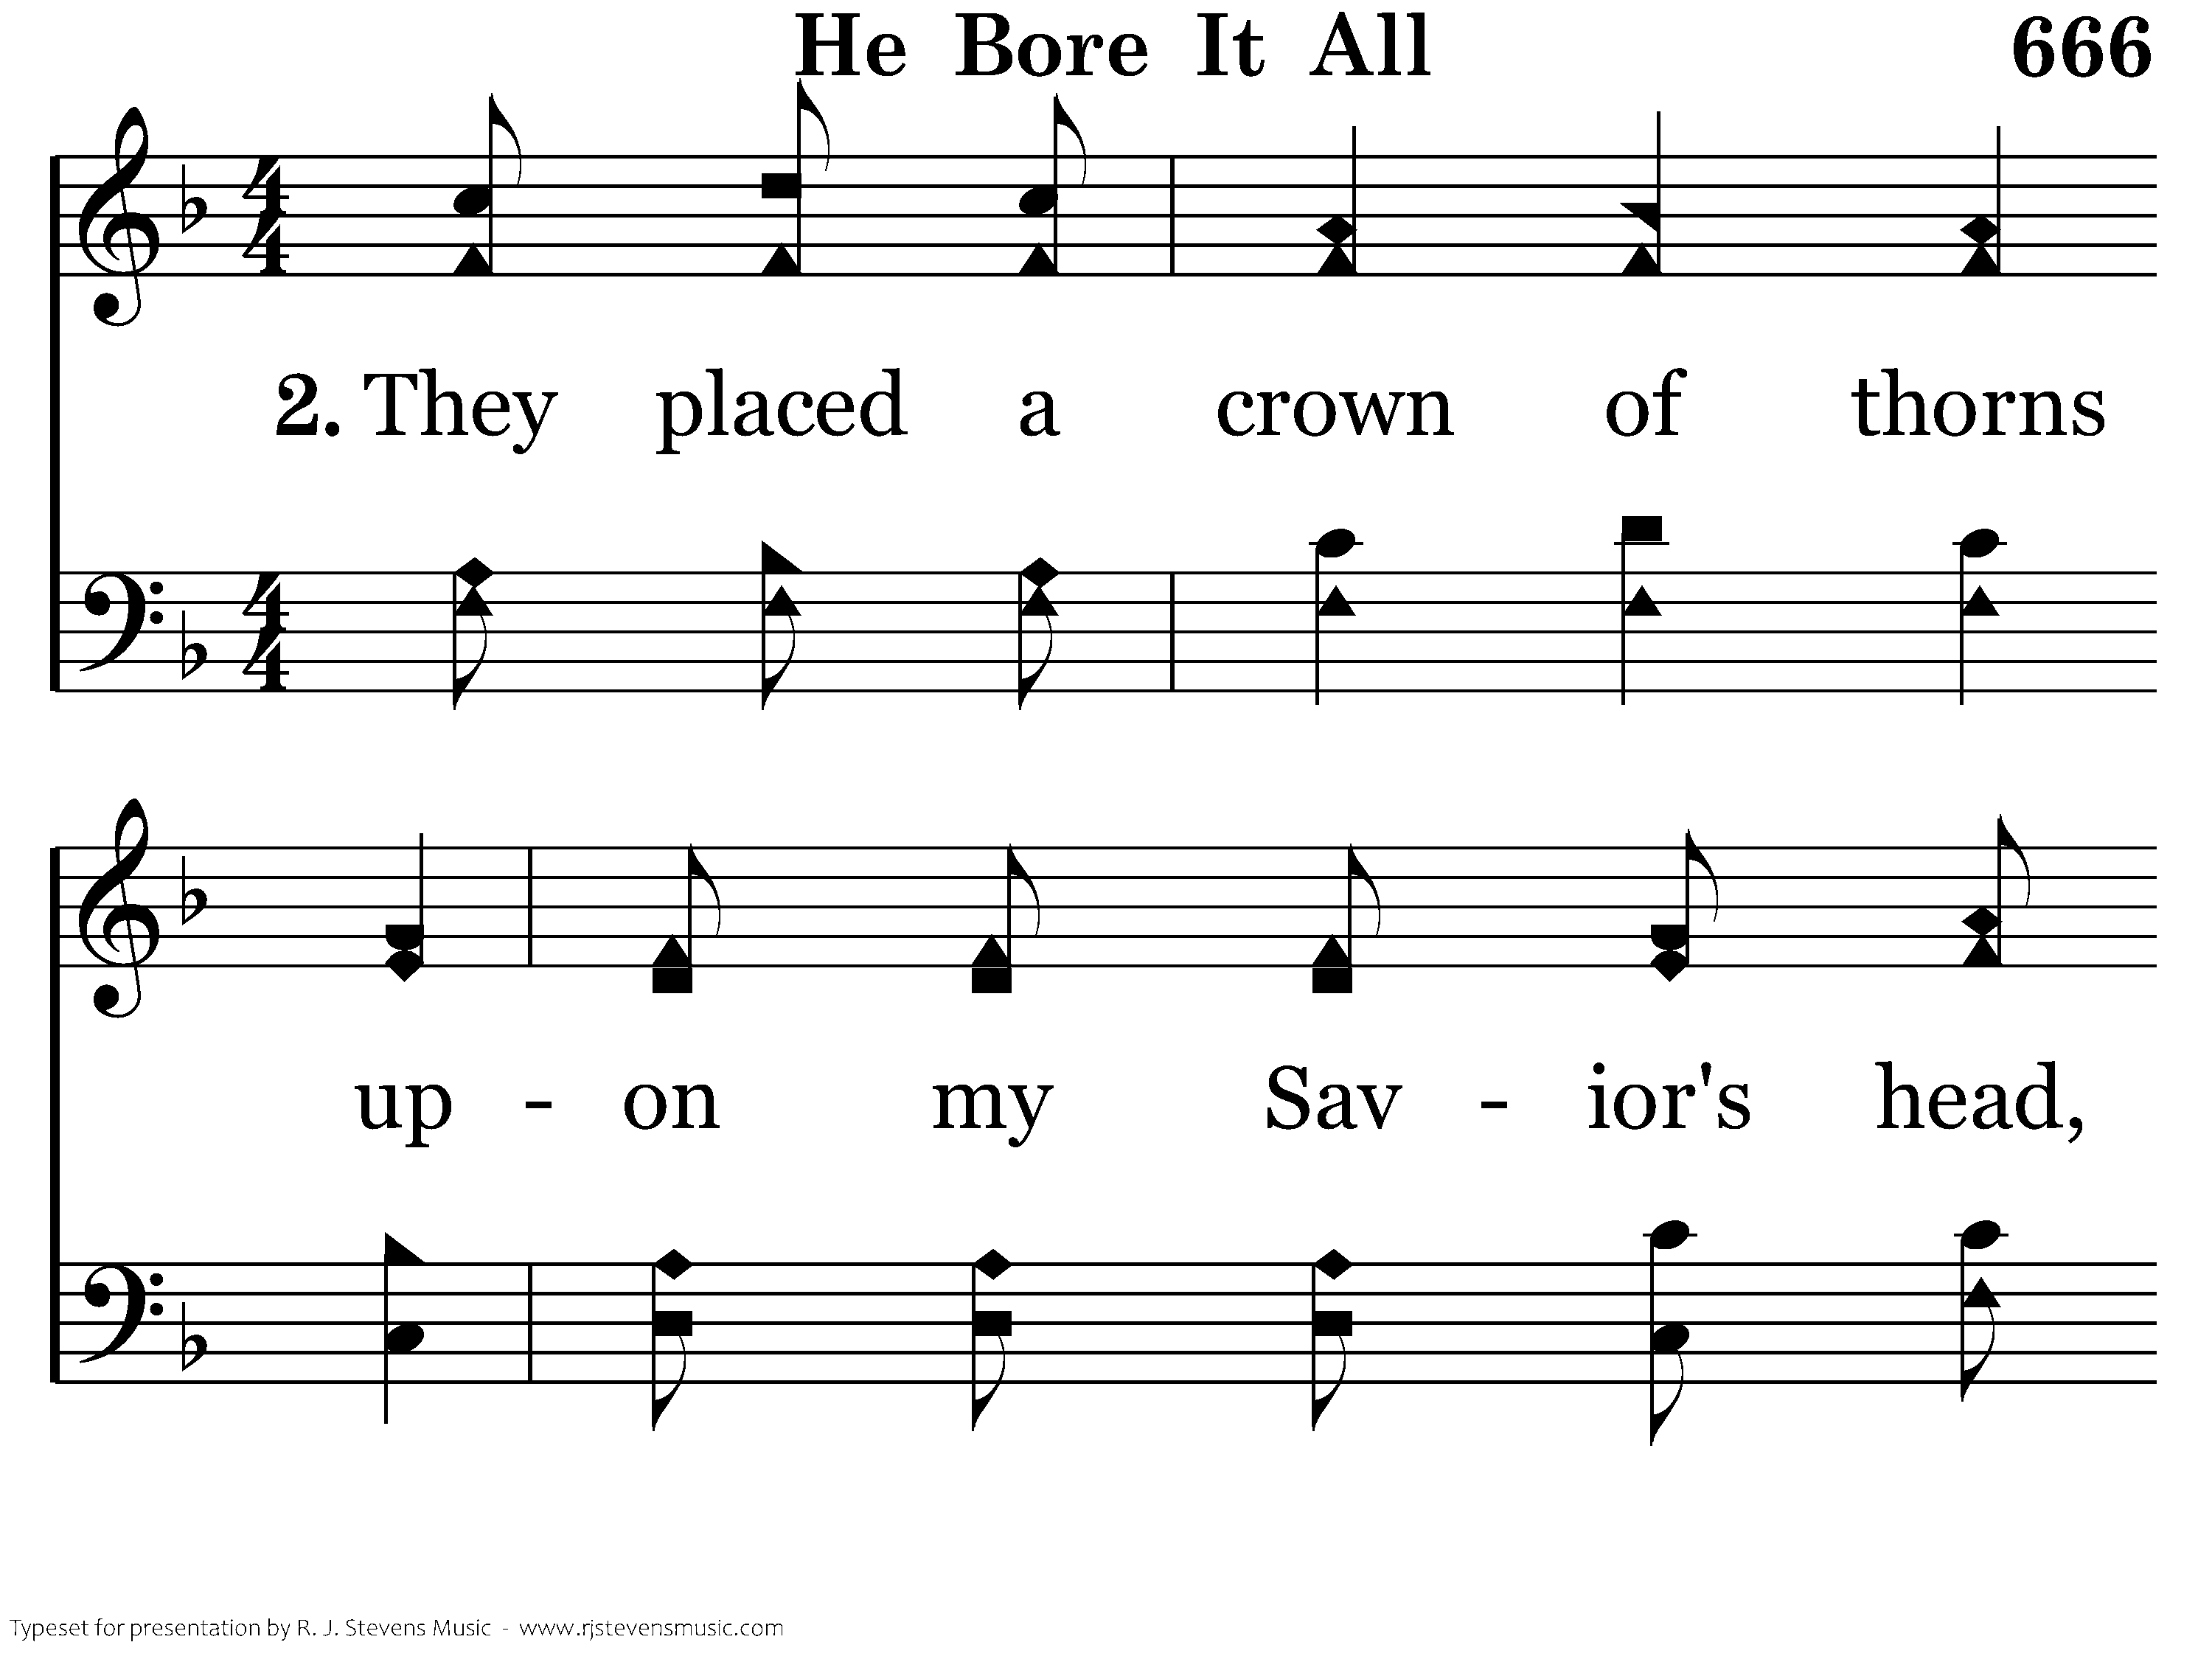 He Bore It All 666
2. They placed a crown of thorns
up - on my Sav - ior's head,
Typeset for presentation by R. J. Stevens Music - www.rjstevensmusic.com